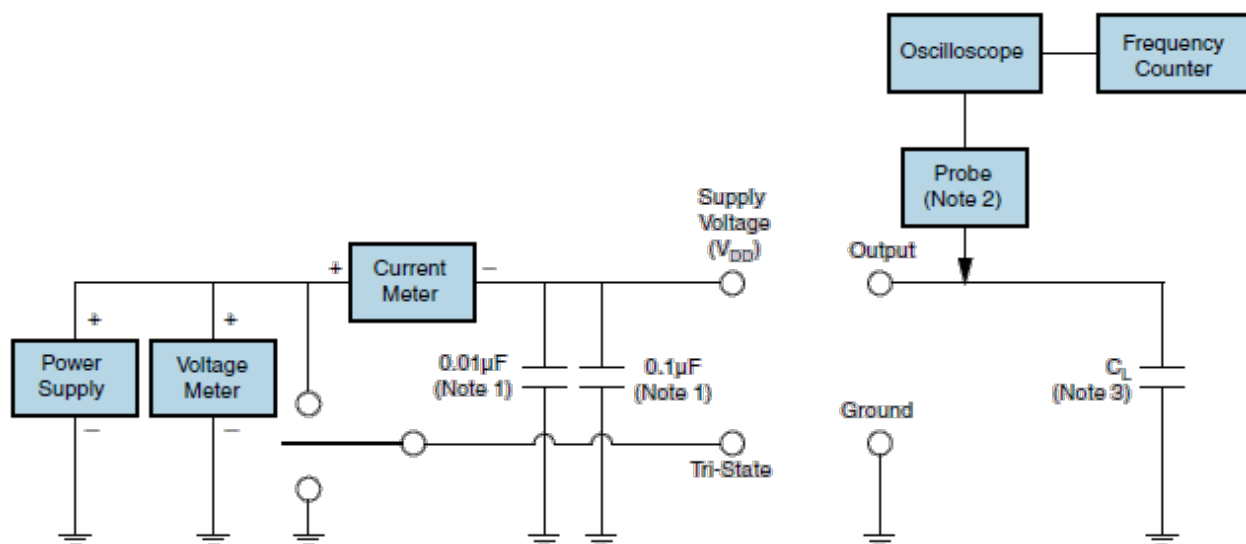 Oscilloscope
Frequency
Counter
Probe
(Note 2)
Supply
Voltage
(V_DD)
Output
+
Current
Meter
−
+
+
Power
Supply
Voltage
Meter
0.01µF
(Note 1)
0.1µF
(Note 1)
C_L
(Note 3)
−
−
Ground
Tri-State